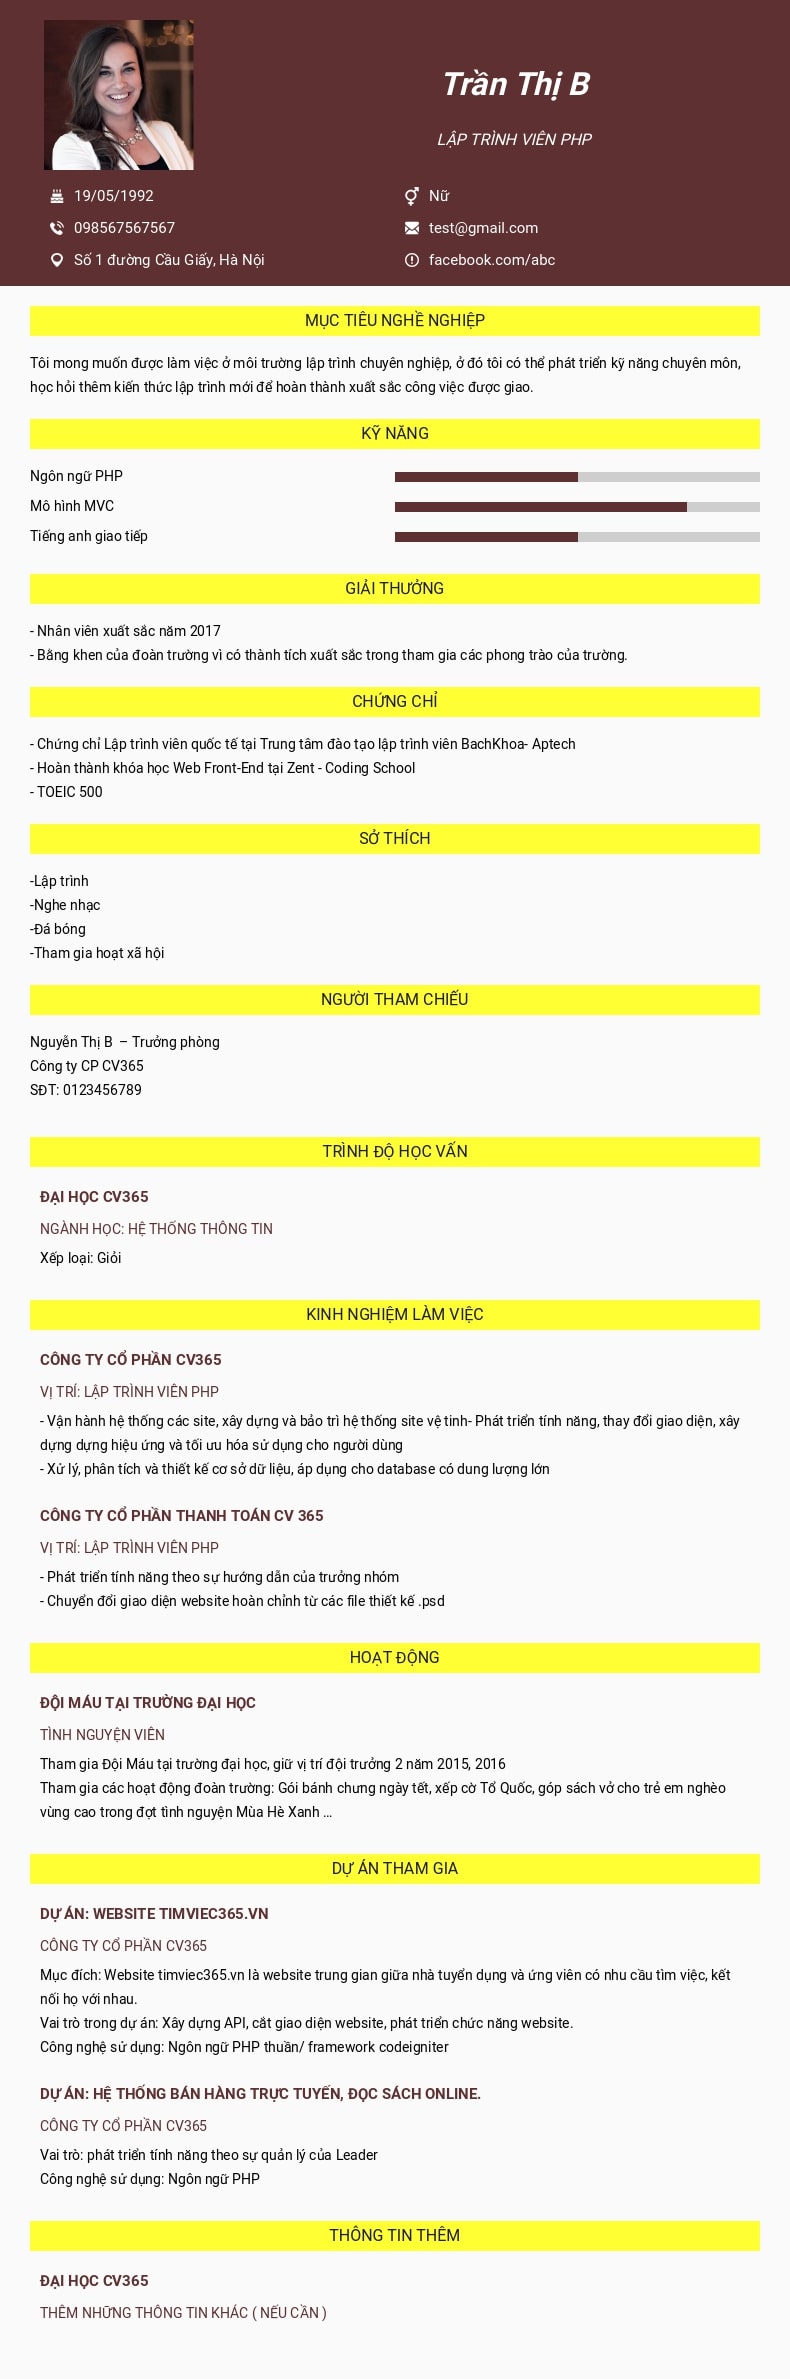 Trần Thị B
LẬP TRÌNH VIÊN PHP
19/05/1992
Nữ
098567567567
test@gmail.com
Số 1 đường Cầu Giấy, Hà Nội
facebook.com/abc
MỤC TIÊU NGHỀ NGHIỆP
Tôi mong muốn được làm việc ở môi trường lập trình chuyên nghiệp, ở đó tôi có thể phát triển kỹ năng chuyên môn,
học hỏi thêm kiến thức lập trình mới để hoàn thành xuất sắc công việc được giao.
KỸ NĂNG
Ngôn ngữ PHP
Mô hình MVC
Tiếng anh giao tiếp
GIẢI THƯỞNG
- Nhân viên xuất sắc năm 2017
- Bằng khen của đoàn trường vì có thành tích xuất sắc trong tham gia các phong trào của trường.
CHỨNG CHỈ
- Chứng chỉ Lập trình viên quốc tế tại Trung tâm đào tạo lập trình viên BachKhoa- Aptech
- Hoàn thành khóa học Web Front-End tại Zent - Coding School
- TOEIC 500
SỞ THÍCH
-Lập trình
-Nghe nhạc
-Đá bóng
-Tham gia hoạt xã hội
NGƯỜI THAM CHIẾU
Nguyễn Thị B – Trưởng phòng
Công ty CP CV365
SĐT: 0123456789
TRÌNH ĐỘ HỌC VẤN
ĐẠI HỌC CV365
NGÀNH HỌC: HỆ THỐNG THÔNG TIN
Xếp loại: Giỏi
KINH NGHIỆM LÀM VIỆC
CÔNG TY CỔ PHẦN CV365
VỊ TRÍ: LẬP TRÌNH VIÊN PHP
- Vận hành hệ thống các site, xây dựng và bảo trì hệ thống site vệ tinh- Phát triển tính năng, thay đổi giao diện, xây
dựng dựng hiệu ứng và tối ưu hóa sử dụng cho người dùng
- Xử lý, phân tích và thiết kế cơ sở dữ liệu, áp dụng cho database có dung lượng lớn
CÔNG TY CỔ PHẦN THANH TOÁN CV 365
VỊ TRÍ: LẬP TRÌNH VIÊN PHP
- Phát triển tính năng theo sự hướng dẫn của trưởng nhóm
- Chuyển đổi giao diện website hoàn chỉnh từ các file thiết kế .psd
HOẠT ĐỘNG
ĐỘI MÁU TẠI TRƯỜNG ĐẠI HỌC
TÌNH NGUYỆN VIÊN
Tham gia Đội Máu tại trường đại học, giữ vị trí đội trưởng 2 năm 2015, 2016
Tham gia các hoạt động đoàn trường: Gói bánh chưng ngày tết, xếp cờ Tổ Quốc, góp sách vở cho trẻ em nghèo
vùng cao trong đợt tình nguyện Mùa Hè Xanh ...
DỰ ÁN THAM GIA
DỰ ÁN: WEBSITE TIMVIEC365.VN
CÔNG TY CỔ PHẦN CV365
Mục đích: Website timviec365.vn là website trung gian giữa nhà tuyển dụng và ứng viên có nhu cầu tìm việc, kết
nối họ với nhau.
Vai trò trong dự án: Xây dựng API, cắt giao diện website, phát triển chức năng website.
Công nghệ sử dụng: Ngôn ngữ PHP thuần/ framework codeigniter
DỰ ÁN: HỆ THỐNG BÁN HÀNG TRỰC TUYẾN, ĐỌC SÁCH ONLINE.
CÔNG TY CỔ PHẦN CV365
Vai trò: phát triển tính năng theo sự quản lý của Leader
Công nghệ sử dụng: Ngôn ngữ PHP
THÔNG TIN THÊM
ĐẠI HỌC CV365
THÊM NHỮNG THÔNG TIN KHÁC ( NẾU CẦN )